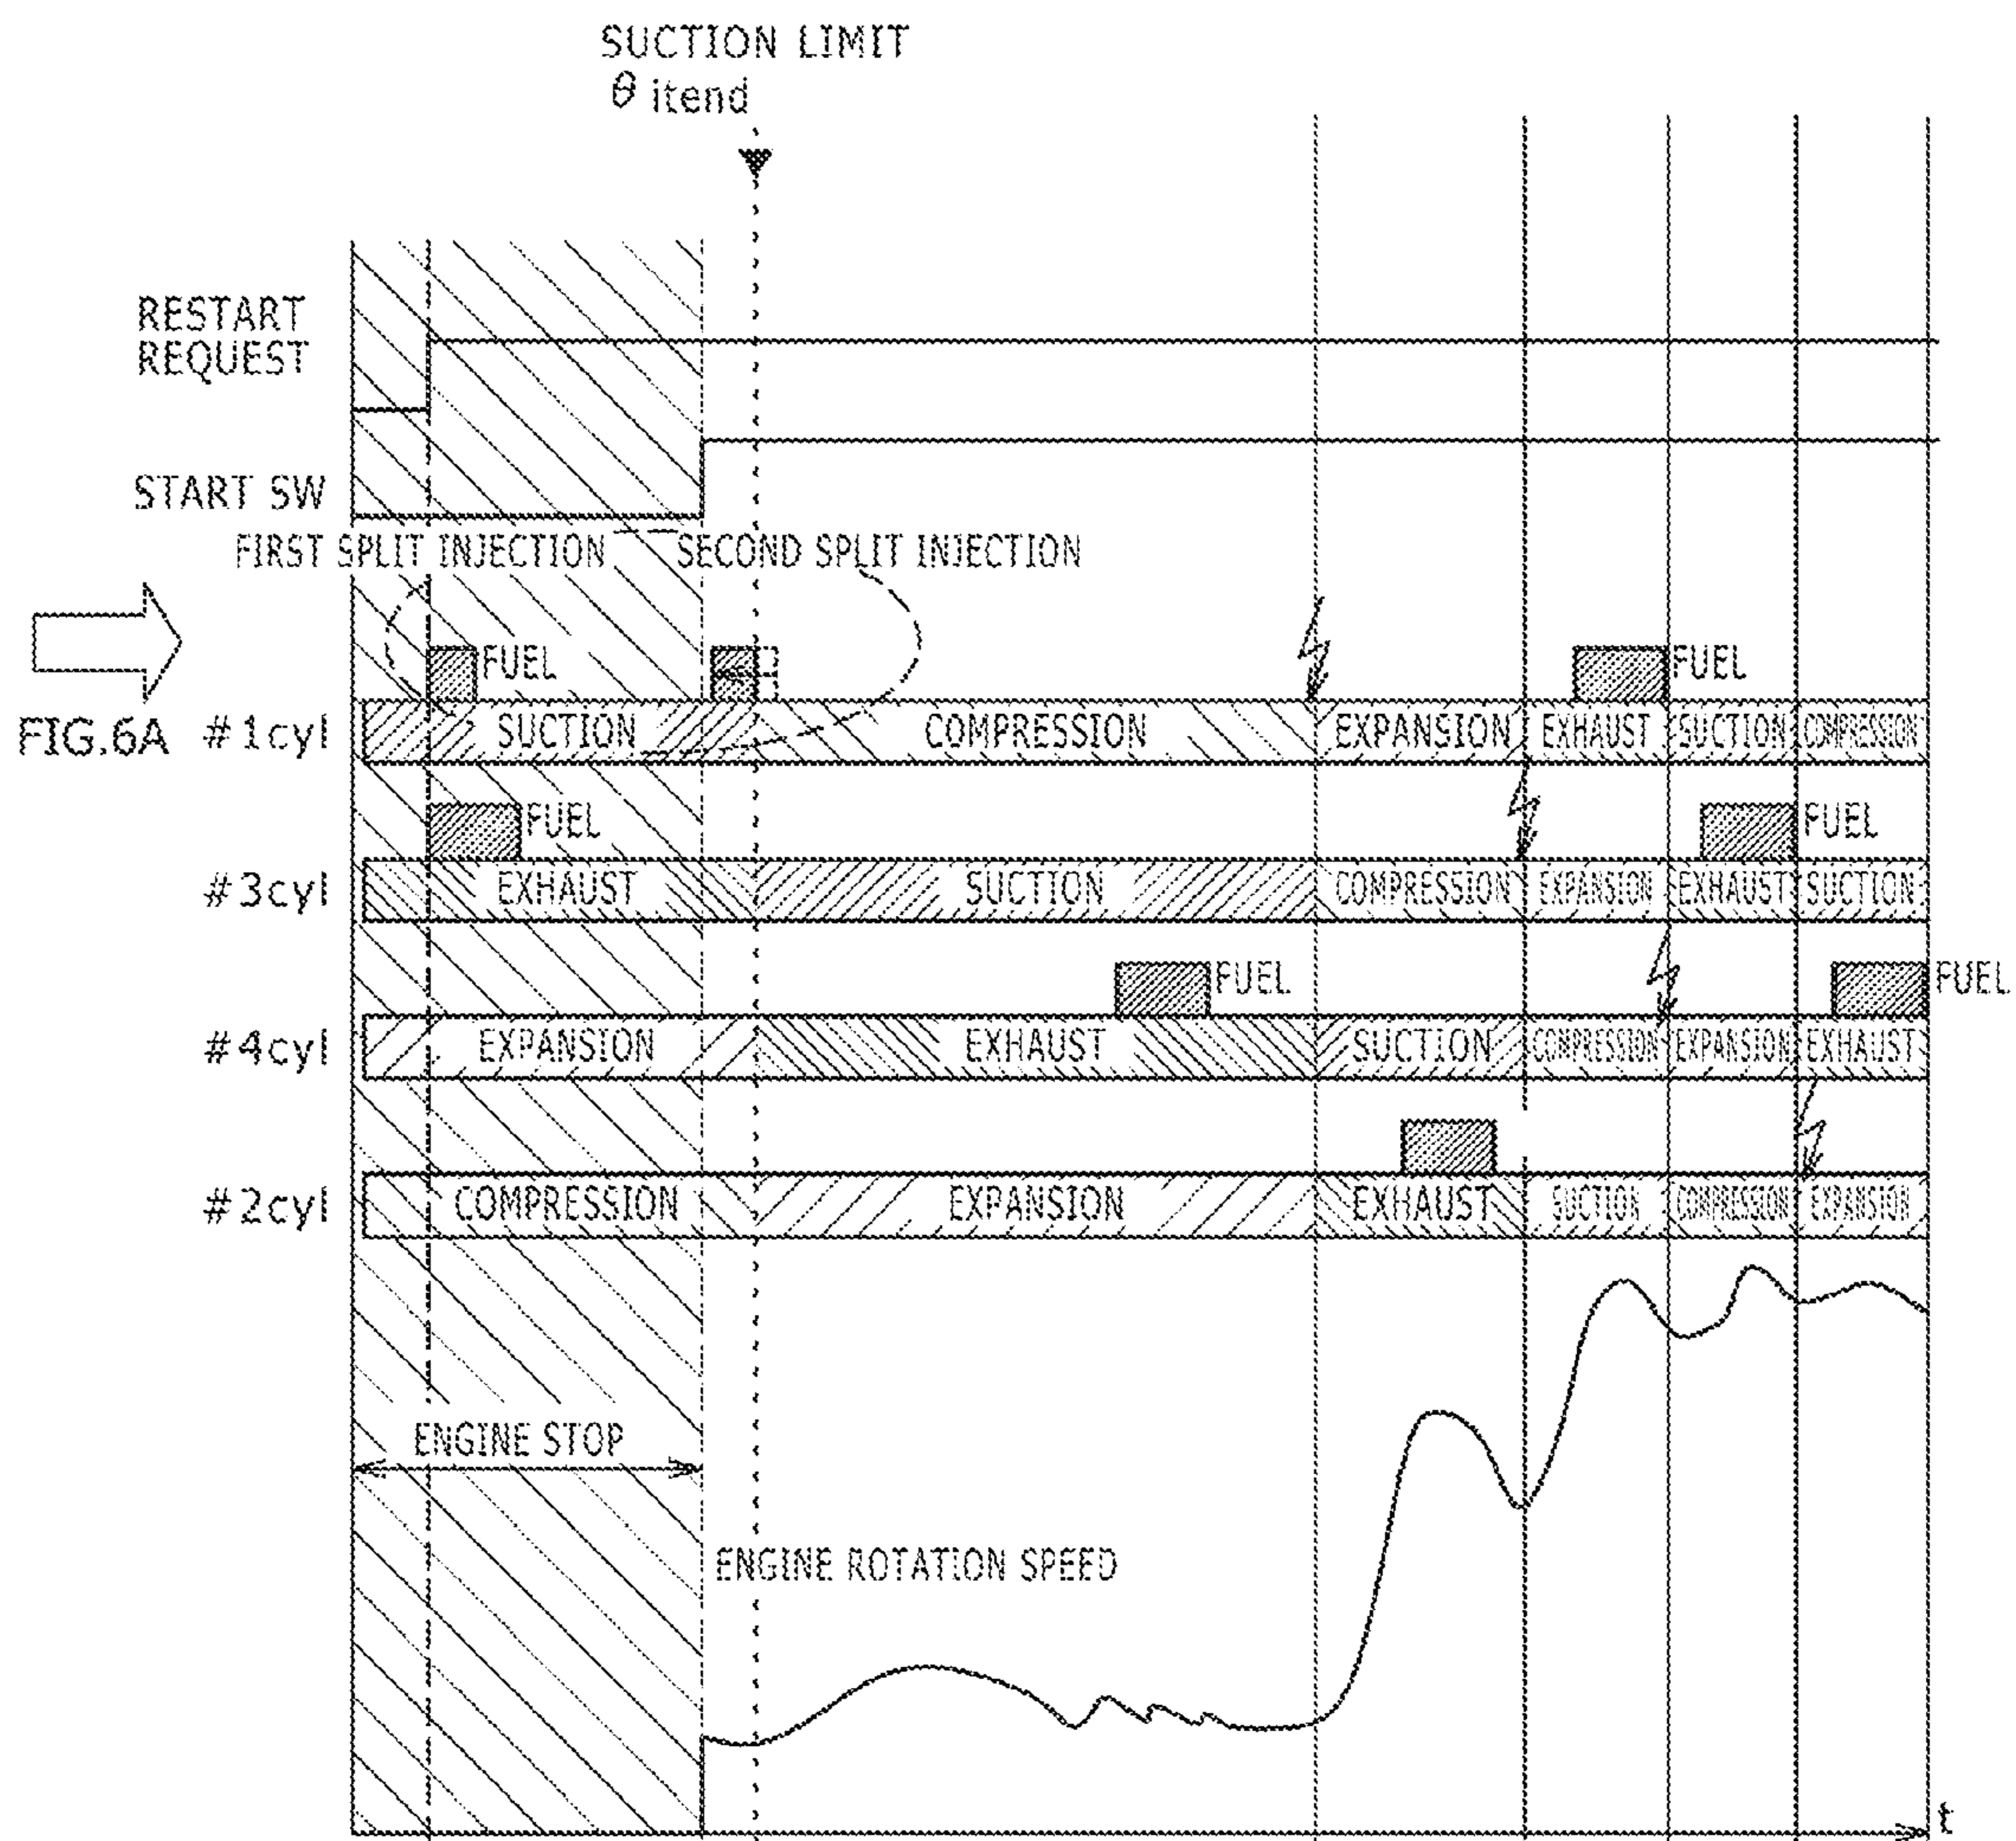 SUCTION LIMIT
θ itend
RESTART
REQUEST
START SW
FIRST SPLIT INJECTION
SECOND SPLIT INJECTION
FUEL
FUEL
FIG.6A
#1cyl
SUCTION
COMPRESSION
EXPANSION
EXHAUST
SUCTION
COMPRESSION
FUEL
FUEL
#3cyl
EXHAUST
SUCTION
COMPRESSION
EXPANSION
EXHAUST
SUCTION
FUEL
FUEL
#4cyl
EXPANSION
EXHAUST
SUCTION
COMPRESSION
EXPANSION
EXHAUST
#2cyl
COMPRESSION
EXPANSION
EXHAUST
SUCTION
COMPRESSION
EXPANSION
ENGINE STOP
ENGINE ROTATION SPEED
t